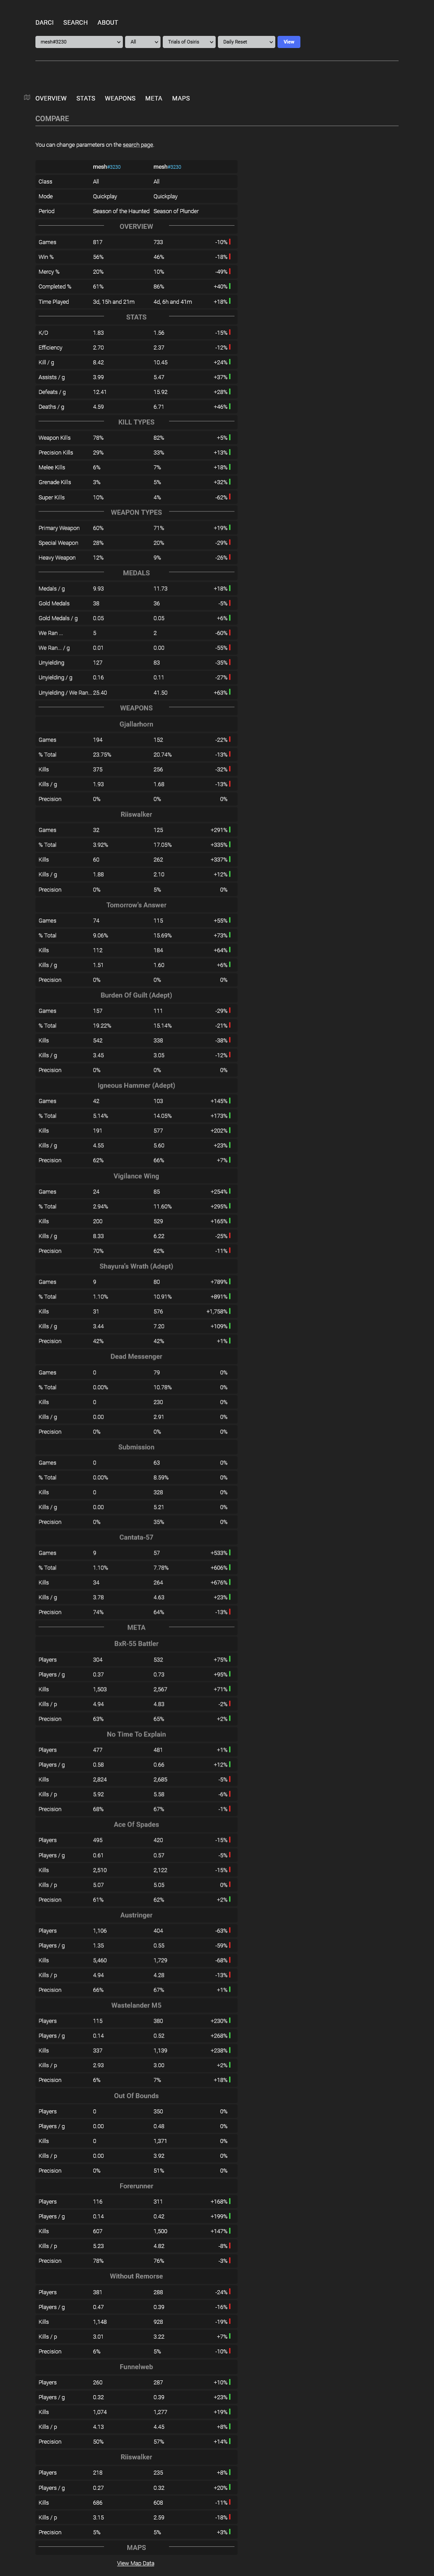 DARCI SEARCH ABOUT
mesh#3230 All Trials of Osiris Daily Reset View
OVERVIEW STATS WEAPONS META MAPS
COMPARE
You can change parameters on the search page.
mesh#3230 mesh#3230
Class All All
Mode Quickplay Quickplay
Period Season of the Haunted Season of Plunder
OVERVIEW
Games 817 733 -10%
Win % 56% 46% -18%
Mercy % 20% 10% -49%
Completed % 61% 86% +40%
Time Played 3d, 15h and 21m 4d, 6h and 41m +18%
STATS
K/D 1.83 1.56 -15%
Efficiency 2.70 2.37 -12%
Kill / g 8.42 10.45 +24%
Assists / g 3.99 5.47 +37%
Defeats / g 12.41 15.92 +28%
Deaths / g 4.59 6.71 +46%
KILL TYPES
Weapon Kills 78% 82% +5%
Precision Kills 29% 33% +13%
Melee Kills 6% 7% +18%
Grenade Kills 3% 5% +32%
Super Kills 10% 4% -62%
WEAPON TYPES
Primary Weapon 60% 71% +19%
Special Weapon 28% 20% -29%
Heavy Weapon 12% 9% -26%
MEDALS
Medals / g 9.93 11.73 +18%
Gold Medals 38 36 -5%
Gold Medals / g 0.05 0.05 +6%
We Ran ... 5 2 -60%
We Ran... / g 0.01 0.00 -55%
Unyielding 127 83 -35%
Unyielding / g 0.16 0.11 -27%
Unyielding / We Ran... 25.40 41.50 +63%
WEAPONS
Gjallarhorn
Games 194 152 -22%
% Total 23.75% 20.74% -13%
Kills 375 256 -32%
Kills / g 1.93 1.68 -13%
Precision 0% 0% 0%
Riiswalker
Games 32 125 +291%
% Total 3.92% 17.05% +335%
Kills 60 262 +337%
Kills / g 1.88 2.10 +12%
Precision 0% 5% 0%
Tomorrow's Answer
Games 74 115 +55%
% Total 9.06% 15.69% +73%
Kills 112 184 +64%
Kills / g 1.51 1.60 +6%
Precision 0% 0% 0%
Burden Of Guilt (Adept)
Games 157 111 -29%
% Total 19.22% 15.14% -21%
Kills 542 338 -38%
Kills / g 3.45 3.05 -12%
Precision 0% 0% 0%
Igneous Hammer (Adept)
Games 42 103 +145%
% Total 5.14% 14.05% +173%
Kills 191 577 +202%
Kills / g 4.55 5.60 +23%
Precision 62% 66% +7%
Vigilance Wing
Games 24 85 +254%
% Total 2.94% 11.60% +295%
Kills 200 529 +165%
Kills / g 8.33 6.22 -25%
Precision 70% 62% -11%
Shayura's Wrath (Adept)
Games 9 80 +789%
% Total 1.10% 10.91% +891%
Kills 31 576 +1,758%
Kills / g 3.44 7.20 +109%
Precision 42% 42% +1%
Dead Messenger
Games 0 79 0%
% Total 0.00% 10.78% 0%
Kills 0 230 0%
Kills / g 0.00 2.91 0%
Precision 0% 0% 0%
Submission
Games 0 63 0%
% Total 0.00% 8.59% 0%
Kills 0 328 0%
Kills / g 0.00 5.21 0%
Precision 0% 35% 0%
Cantata-57
Games 9 57 +533%
% Total 1.10% 7.78% +606%
Kills 34 264 +676%
Kills / g 3.78 4.63 +23%
Precision 74% 64% -13%
META
BxR-55 Battler
Players 304 532 +75%
Players / g 0.37 0.73 +95%
Kills 1,503 2,567 +71%
Kills / p 4.94 4.83 -2%
Precision 63% 65% +2%
No Time To Explain
Players 477 481 +1%
Players / g 0.58 0.66 +12%
Kills 2,824 2,685 -5%
Kills / p 5.92 5.58 -6%
Precision 68% 67% -1%
Ace Of Spades
Players 495 420 -15%
Players / g 0.61 0.57 -5%
Kills 2,510 2,122 -15%
Kills / p 5.07 5.05 0%
Precision 61% 62% +2%
Austringer
Players 1,106 404 -63%
Players / g 1.35 0.55 -59%
Kills 5,460 1,729 -68%
Kills / p 4.94 4.28 -13%
Precision 66% 67% +1%
Wastelander M5
Players 115 380 +230%
Players / g 0.14 0.52 +268%
Kills 337 1,139 +238%
Kills / p 2.93 3.00 +2%
Precision 6% 7% +18%
Out Of Bounds
Players 0 350 0%
Players / g 0.00 0.48 0%
Kills 0 1,371 0%
Kills / p 0.00 3.92 0%
Precision 0% 51% 0%
Forerunner
Players 116 311 +168%
Players / g 0.14 0.42 +199%
Kills 607 1,500 +147%
Kills / p 5.23 4.82 -8%
Precision 78% 76% -3%
Without Remorse
Players 381 288 -24%
Players / g 0.47 0.39 -16%
Kills 1,148 928 -19%
Kills / p 3.01 3.22 +7%
Precision 6% 5% -10%
Funnelweb
Players 260 287 +10%
Players / g 0.32 0.39 +23%
Kills 1,074 1,277 +19%
Kills / p 4.13 4.45 +8%
Precision 50% 57% +14%
Riiswalker
Players 218 235 +8%
Players / g 0.27 0.32 +20%
Kills 686 608 -11%
Kills / p 3.15 2.59 -18%
Precision 5% 5% +3%
MAPS
View Map Data